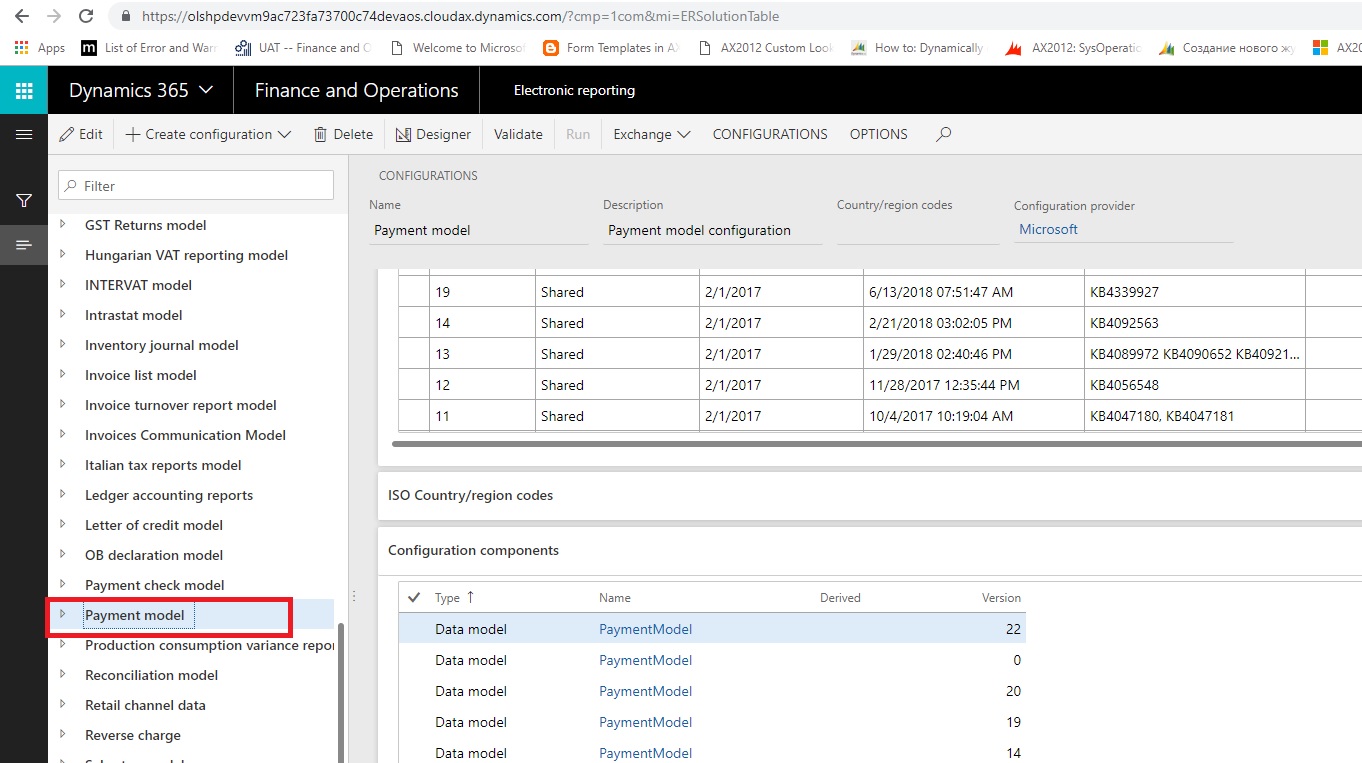 https://olshpdevvm9ac723fa73700c74devaos.cloudax.dynamics.com/?cmp=1com&mi=ERSolutionTable
Apps List of Error and Warr UAT -- Finance and O Welcome to Microsof Form Templates in AX AX2012 Custom Look How to: Dynamically AX2012: SysOperatio Создание нового жу AX20
Dynamics 365 Finance and Operations Electronic reporting
Edit Create configuration Delete Designer Validate Run Exchange CONFIGURATIONS OPTIONS
Filter
GST Returns model
Hungarian VAT reporting model
INTERVAT model
Intrastat model
Inventory journal model
Invoice list model
Invoice turnover report model
Invoices Communication Model
Italian tax reports model
Ledger accounting reports
Letter of credit model
OB declaration model
Payment check model
Payment model
Production consumption variance repor
Reconciliation model
Retail channel data
Reverse charge
CONFIGURATIONS
Name Description Country/region codes Configuration provider
Payment model Payment model configuration Microsoft
19 Shared 2/1/2017 6/13/2018 07:51:47 AM KB4339927
14 Shared 2/1/2017 2/21/2018 03:02:05 PM KB4092563
13 Shared 2/1/2017 1/29/2018 02:40:46 PM KB4089972 KB4090652 KB40921...
12 Shared 2/1/2017 11/28/2017 12:35:44 PM KB4056548
11 Shared 2/1/2017 10/4/2017 10:19:04 AM KB4047180, KB4047181
ISO Country/region codes
Configuration components
Type Name Derived Version
Data model PaymentModel 22
Data model PaymentModel 0
Data model PaymentModel 20
Data model PaymentModel 19
Data model PaymentModel 14